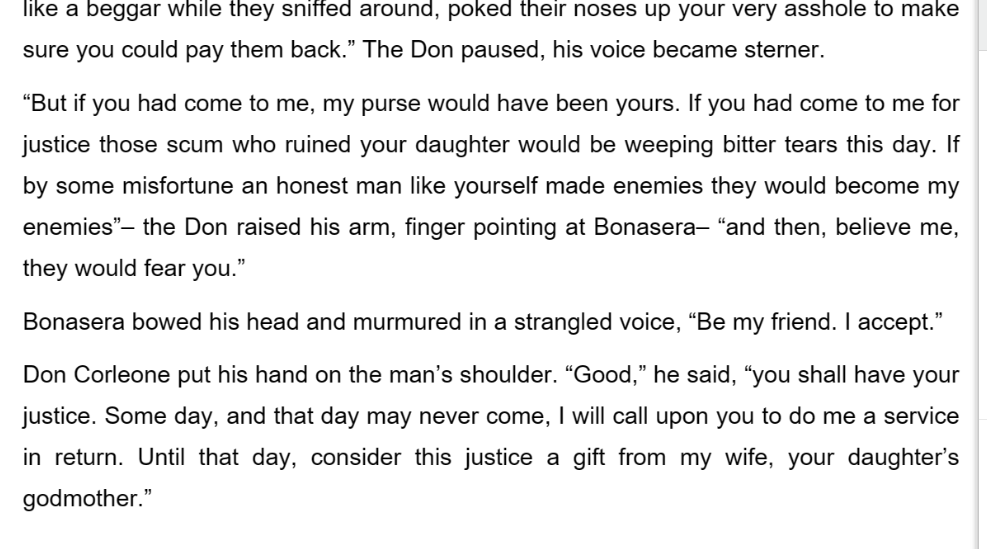 like a beggar while they sniffed around, poked their noses up your very asshole to make
sure you could pay them back.” The Don paused, his voice became sterner.
“But if you had come to me, my purse would have been yours. If you had come to me for
justice those scum who ruined your daughter would be weeping bitter tears this day. If
by some misfortune an honest man like yourself made enemies they would become my
enemies”– the Don raised his arm, finger pointing at Bonasera– “and then, believe me,
they would fear you.”
Bonasera bowed his head and murmured in a strangled voice, “Be my friend. I accept.”
Don Corleone put his hand on the man’s shoulder. “Good,” he said, “you shall have your
justice. Some day, and that day may never come, I will call upon you to do me a service
in return. Until that day, consider this justice a gift from my wife, your daughter’s
godmother.”